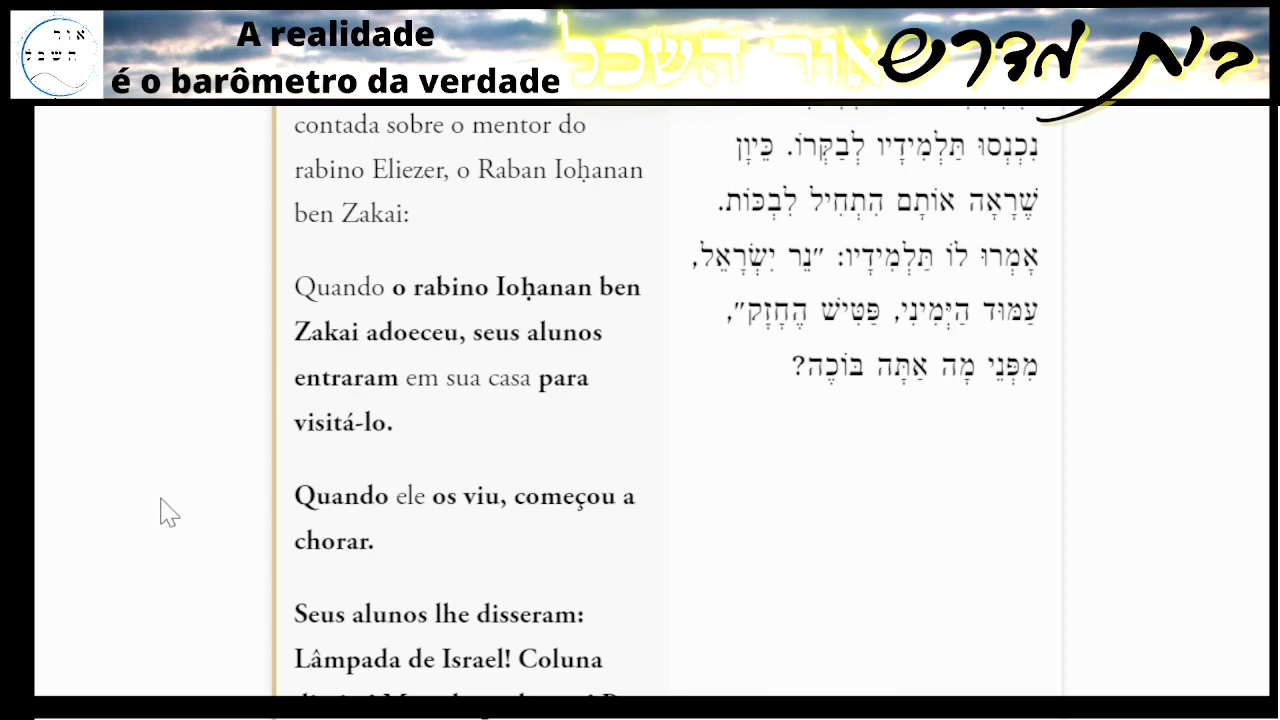 אור
השכל
A realidade
é o barômetro da verdade
אור השכל
בית מדרש
contada sobre o mentor do
rabino Eliezer, o Raban Ioḥanan
ben Zakai:
Quando o rabino Ioḥanan ben
Zakai adoeceu, seus alunos
entraram em sua casa para
visitá-lo.
Quando ele os viu, começou a
chorar.
Seus alunos lhe disseram:
Lâmpada de Israel! Coluna
נִכְנְסוּ תַּלְמִידָיו לְבַקְּרוֹ. כֵּיוָן
שֶׁרָאָה אוֹתָם הִתְחִיל לִבְכּוֹת.
אָמְרוּ לוֹ תַּלְמִידָיו: ״נֵר יִשְׂרָאֵל,
עַמּוּד הַיְּמִינִי, פַּטִּישׁ הֶחָזָק״,
מִפְּנֵי מָה אַתָּה בּוֹכֶה?